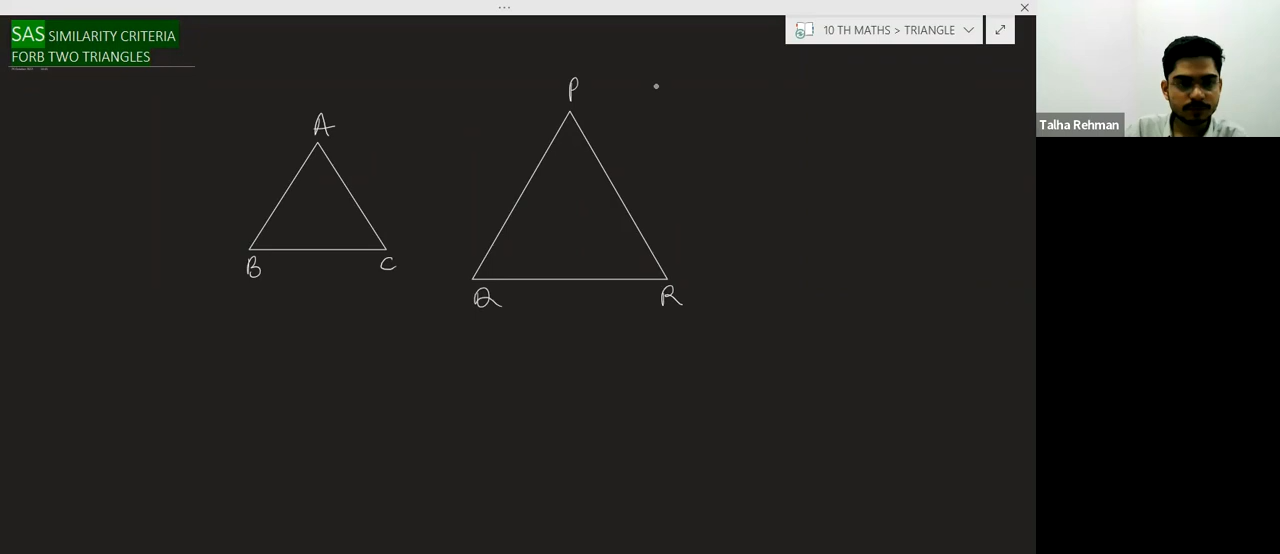 SAS SIMILARITY CRITERIA
FORB TWO TRIANGLES
10 TH MATHS > TRIANGLE
Talha Rehman
P
A
B
C
Q
R